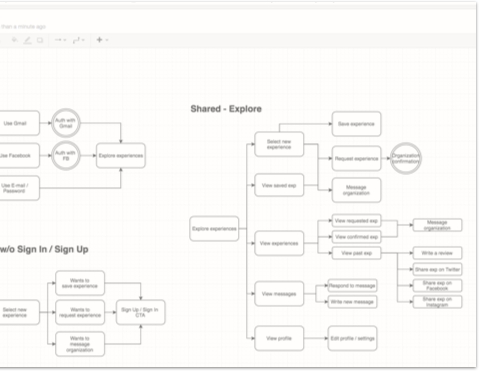 than a minute ago
Use Gmail
Auth with
Gmail
Use Facebook
Auth with
FB
Explore experiences
Use E-mail /
Password
w/o Sign In / Sign Up
Select new
experience
Wants to
save experience
Wants to
request experience
Wants to
message
organization
Sign Up / Sign In
CTA
Shared - Explore
Explore experiences
Select new
experience
Save experience
Request experience
Organization
confirmation
Message
organization
View saved exp
View experiences
View requested exp
View confirmed exp
View past exp
Message
organization
Write a review
Share exp on Twitter
Share exp on
Facebook
Share exp on
Instagram
View messages
Respond to message
Write new message
View profile
Edit profile / settings